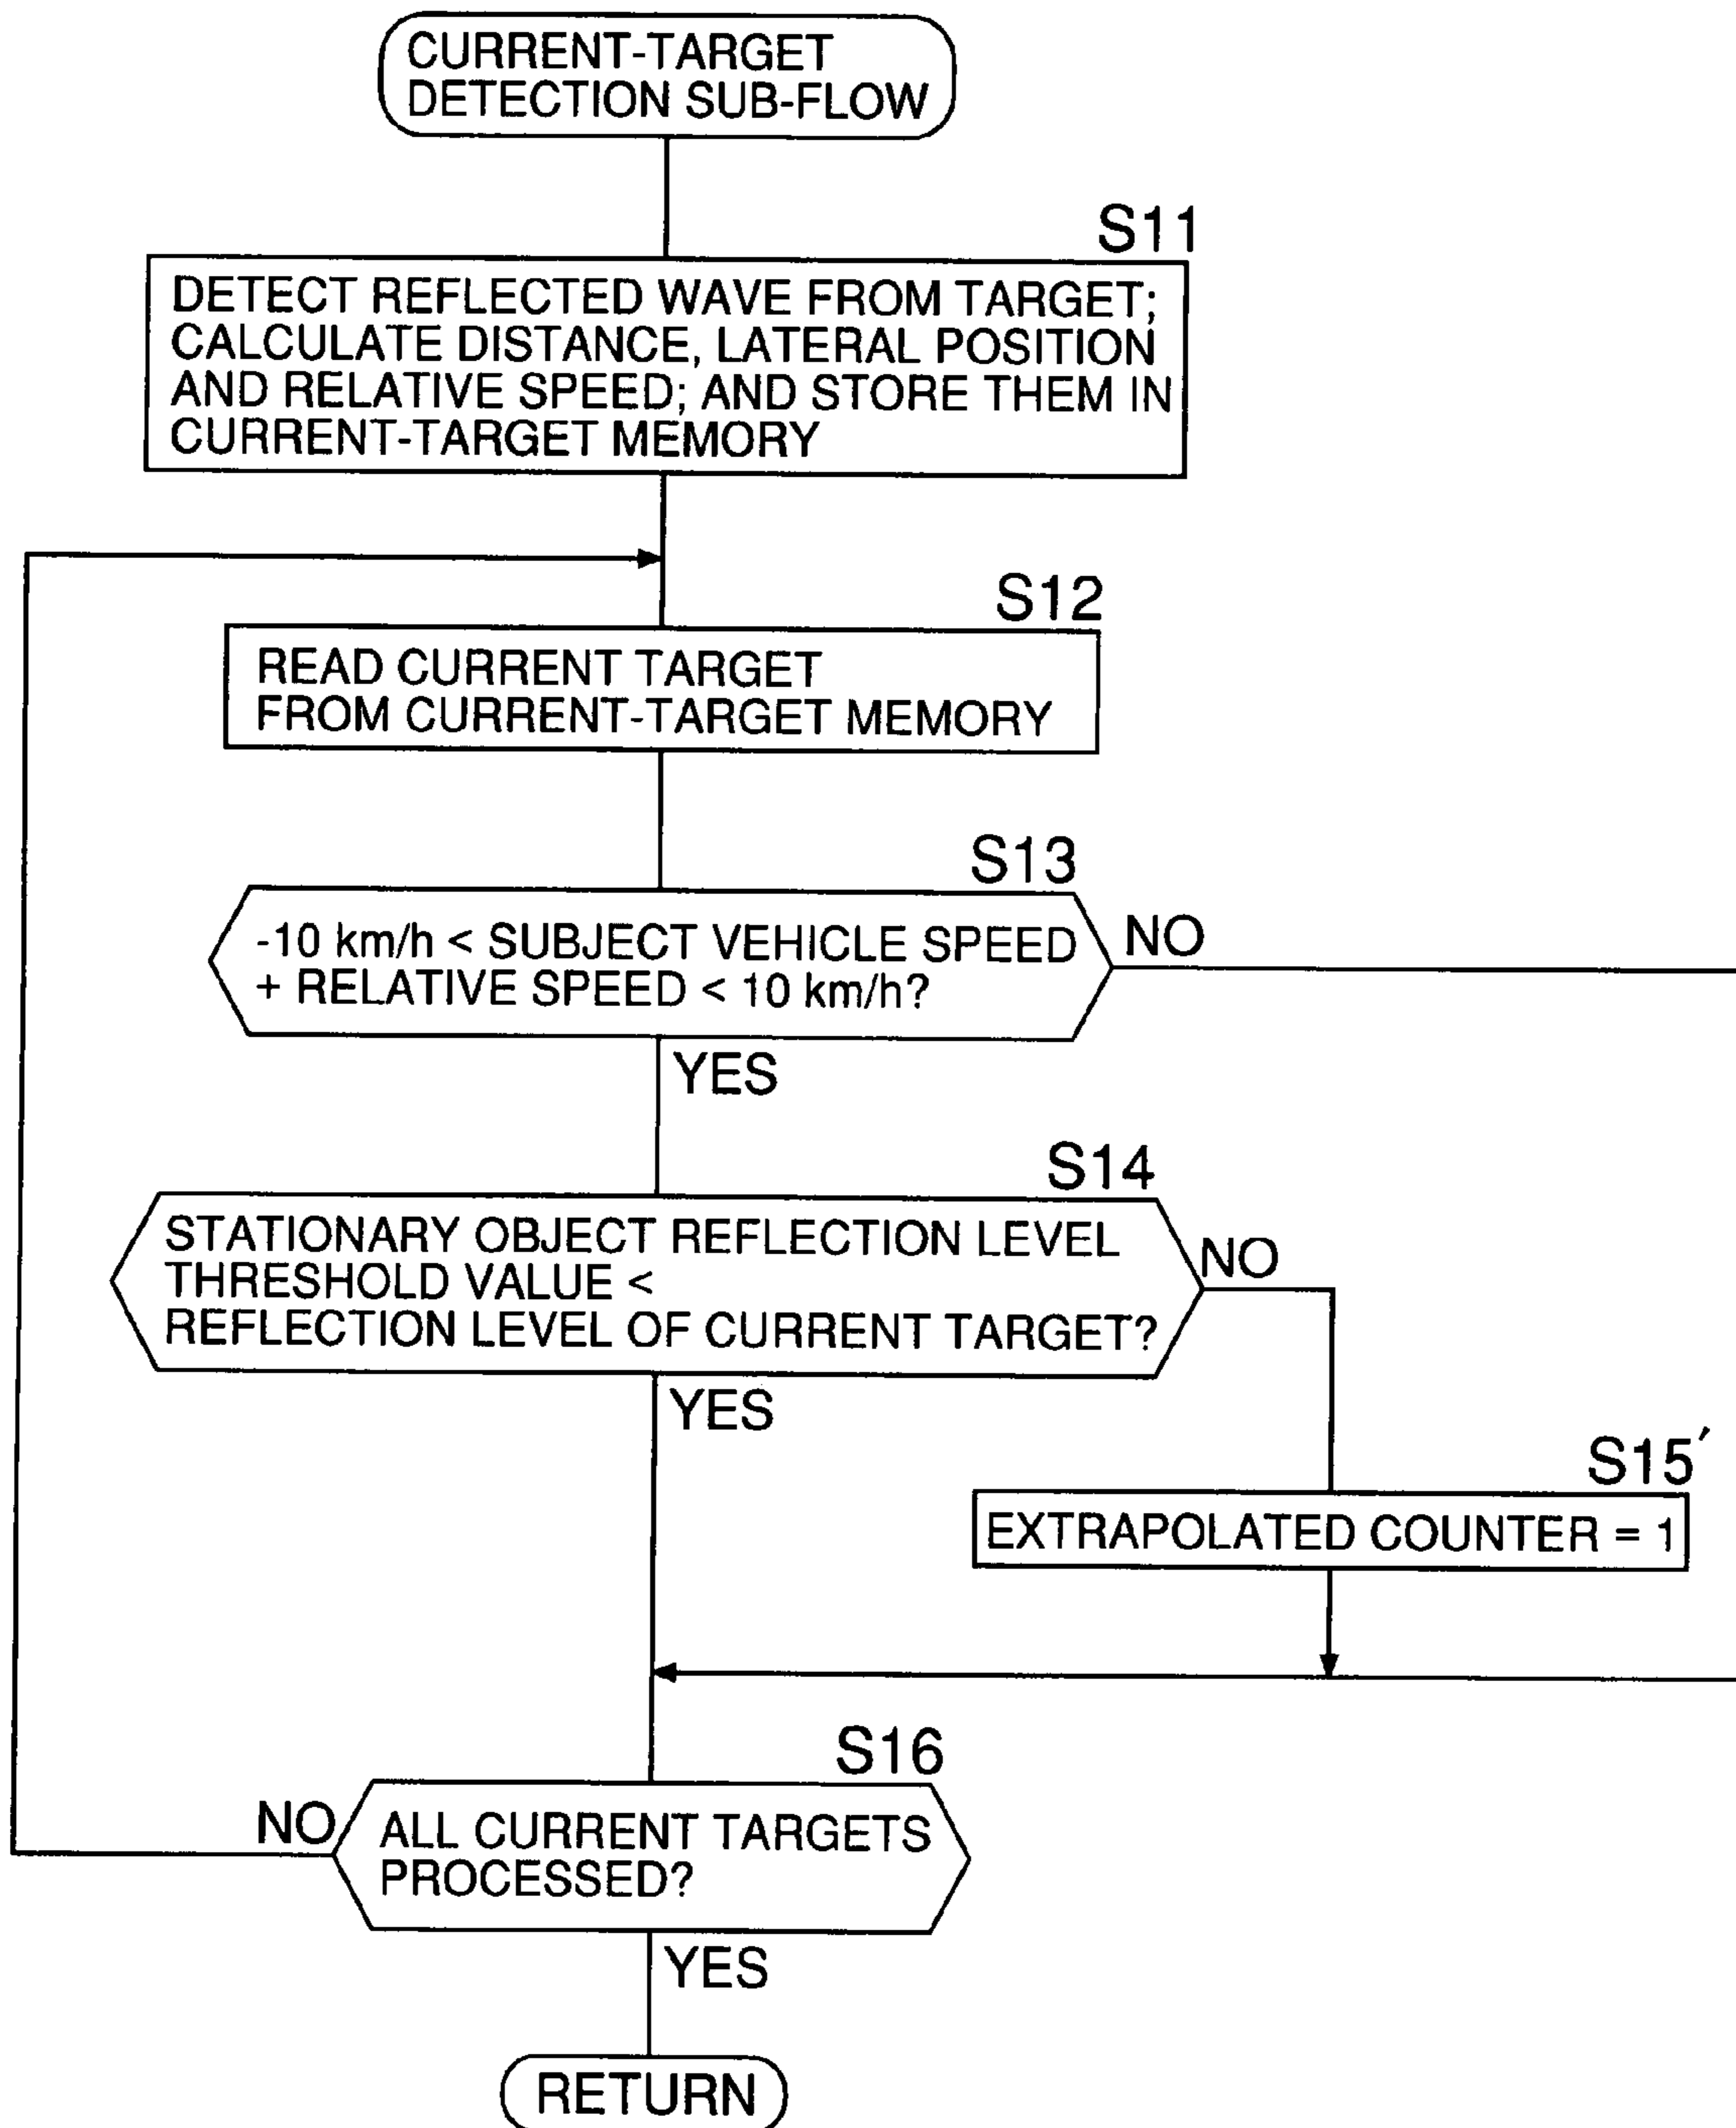 CURRENT-TARGET
DETECTION SUB-FLOW
S11
DETECT REFLECTED WAVE FROM TARGET;
CALCULATE DISTANCE, LATERAL POSITION
AND RELATIVE SPEED; AND STORE THEM IN
CURRENT-TARGET MEMORY
S12
READ CURRENT TARGET
FROM CURRENT-TARGET MEMORY
S13
-10 km/h < SUBJECT VEHICLE SPEED
+ RELATIVE SPEED < 10 km/h?
NO
YES
S14
STATIONARY OBJECT REFLECTION LEVEL
THRESHOLD VALUE <
REFLECTION LEVEL OF CURRENT TARGET?
NO
YES
S15′
EXTRAPOLATED COUNTER = 1
S16
NO
ALL CURRENT TARGETS
PROCESSED?
YES
RETURN